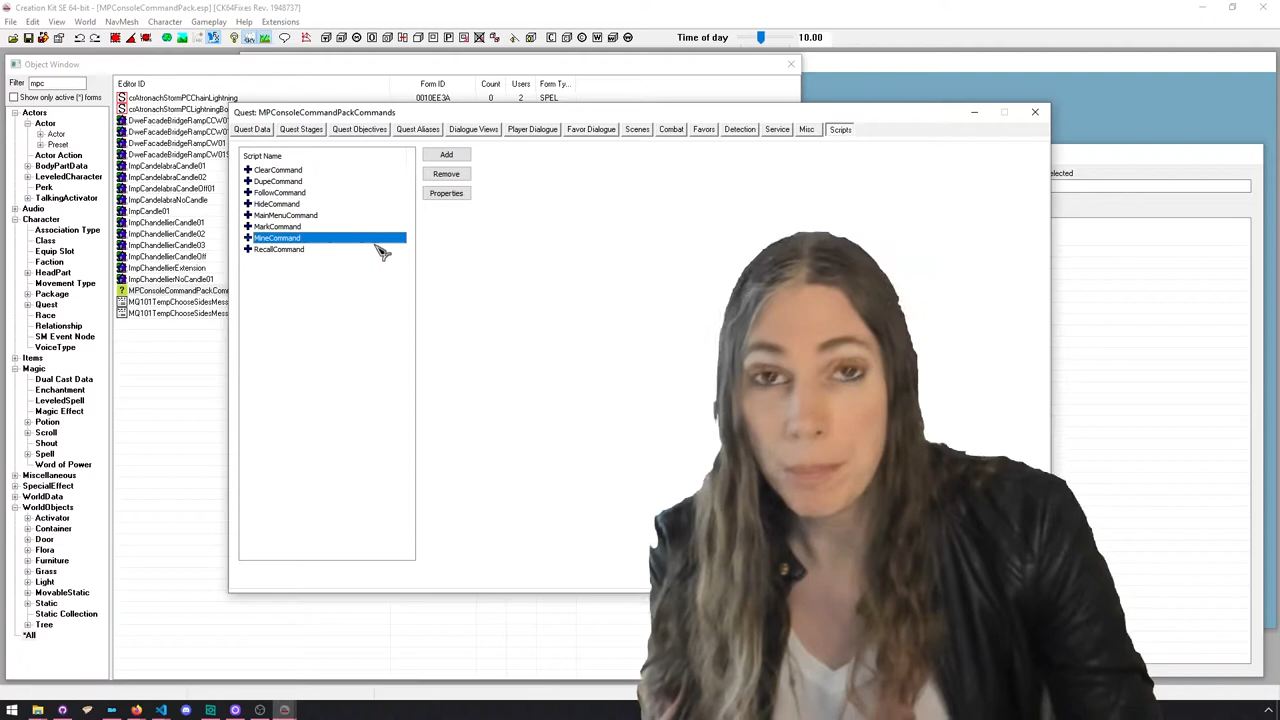 Creation Kit SE 64-bit - [MPConsoleCommandPack.esp] [CK64Fixes Rev. 1948737]
File Edit View World NavMesh Character Gameplay Help Extensions
Time of day 10.00
Object Window
Filter mpc
Show only active (*) forms
Actors
Actor
Actor
Preset
Actor Action
BodyPartData
LeveledCharacter
Perk
TalkingActivator
Audio
Character
Association Type
Class
Equip Slot
Faction
HeadPart
Movement Type
Package
Quest
Race
Relationship
SM Event Node
VoiceType
Items
Magic
Dual Cast Data
Enchantment
LeveledSpell
Magic Effect
Potion
Scroll
Shout
Spell
Word of Power
Miscellaneous
SpecialEffect
WorldData
WorldObjects
Activator
Container
Door
Flora
Furniture
Grass
Light
MovableStatic
Static
Static Collection
Tree
*All
Editor ID Form ID Count Users Form Ty...
crAtronachStormPCChainLightning 0010EE3A 0 2 SPEL
crAtronachStormPCLightningBo
DweFacadeBridgeRampCCW01
DweFacadeBridgeRampCCW01
DweFacadeBridgeRampCW01
DweFacadeBridgeRampCW01S
ImpCandelabraCandle01
ImpCandelabraCandle02
ImpCandelabraCandleOff01
ImpCandelabraNoCandle
ImpCandle01
ImpChandelierCandle01
ImpChandelierCandle02
ImpChandelierCandle03
ImpChandelierCandleOff
ImpChandelierExtension
ImpChandelierNoCandle01
MPConsoleCommandPackCom
MQ101TempChooseSidesMess
MQ101TempChooseSidesMess
Quest: MPConsoleCommandPackCommands
Quest Data Quest Stages Quest Objectives Quest Aliases Dialogue Views Player Dialogue Favor Dialogue Scenes Combat Favors Detection Service Misc Scripts
Script Name
ClearCommand
DupeCommand
FollowCommand
HideCommand
MainMenuCommand
MarkCommand
MineCommand
RecallCommand
Add
Remove
Properties
elected